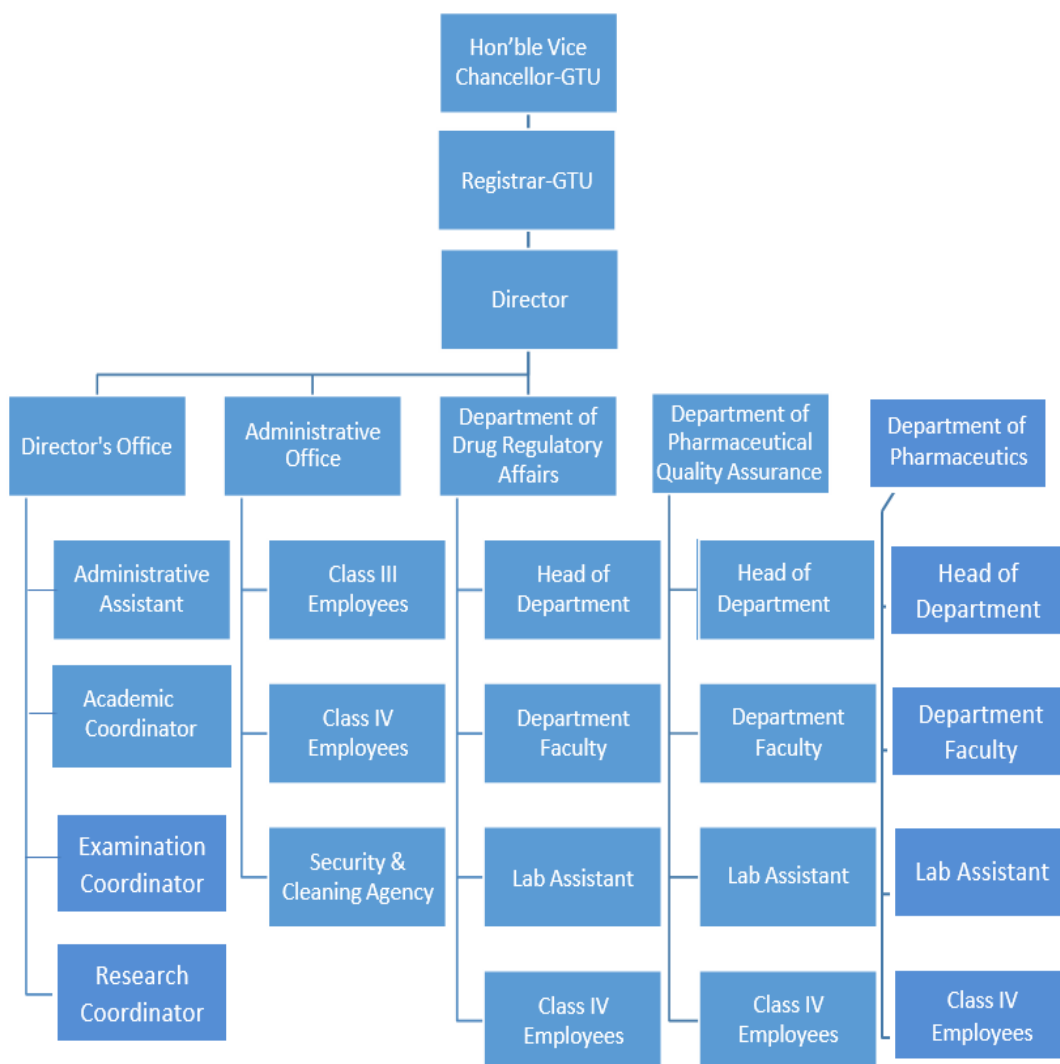 Hon’ble Vice
Chancellor-GTU
Registrar-GTU
Director
Director's Office
Administrative
Office
Department of
Drug Regulatory
Affairs
Department of
Pharmaceutical
Quality Assurance
Department of
Pharmaceutics
Administrative
Assistant
Class III
Employees
Head of
Department
Head of
Department
Head of
Department
Academic
Coordinator
Class IV
Employees
Department
Faculty
Department
Faculty
Department
Faculty
Examination
Coordinator
Security &
Cleaning Agency
Lab Assistant
Lab Assistant
Lab Assistant
Research
Coordinator
Class IV
Employees
Class IV
Employees
Class IV
Employees